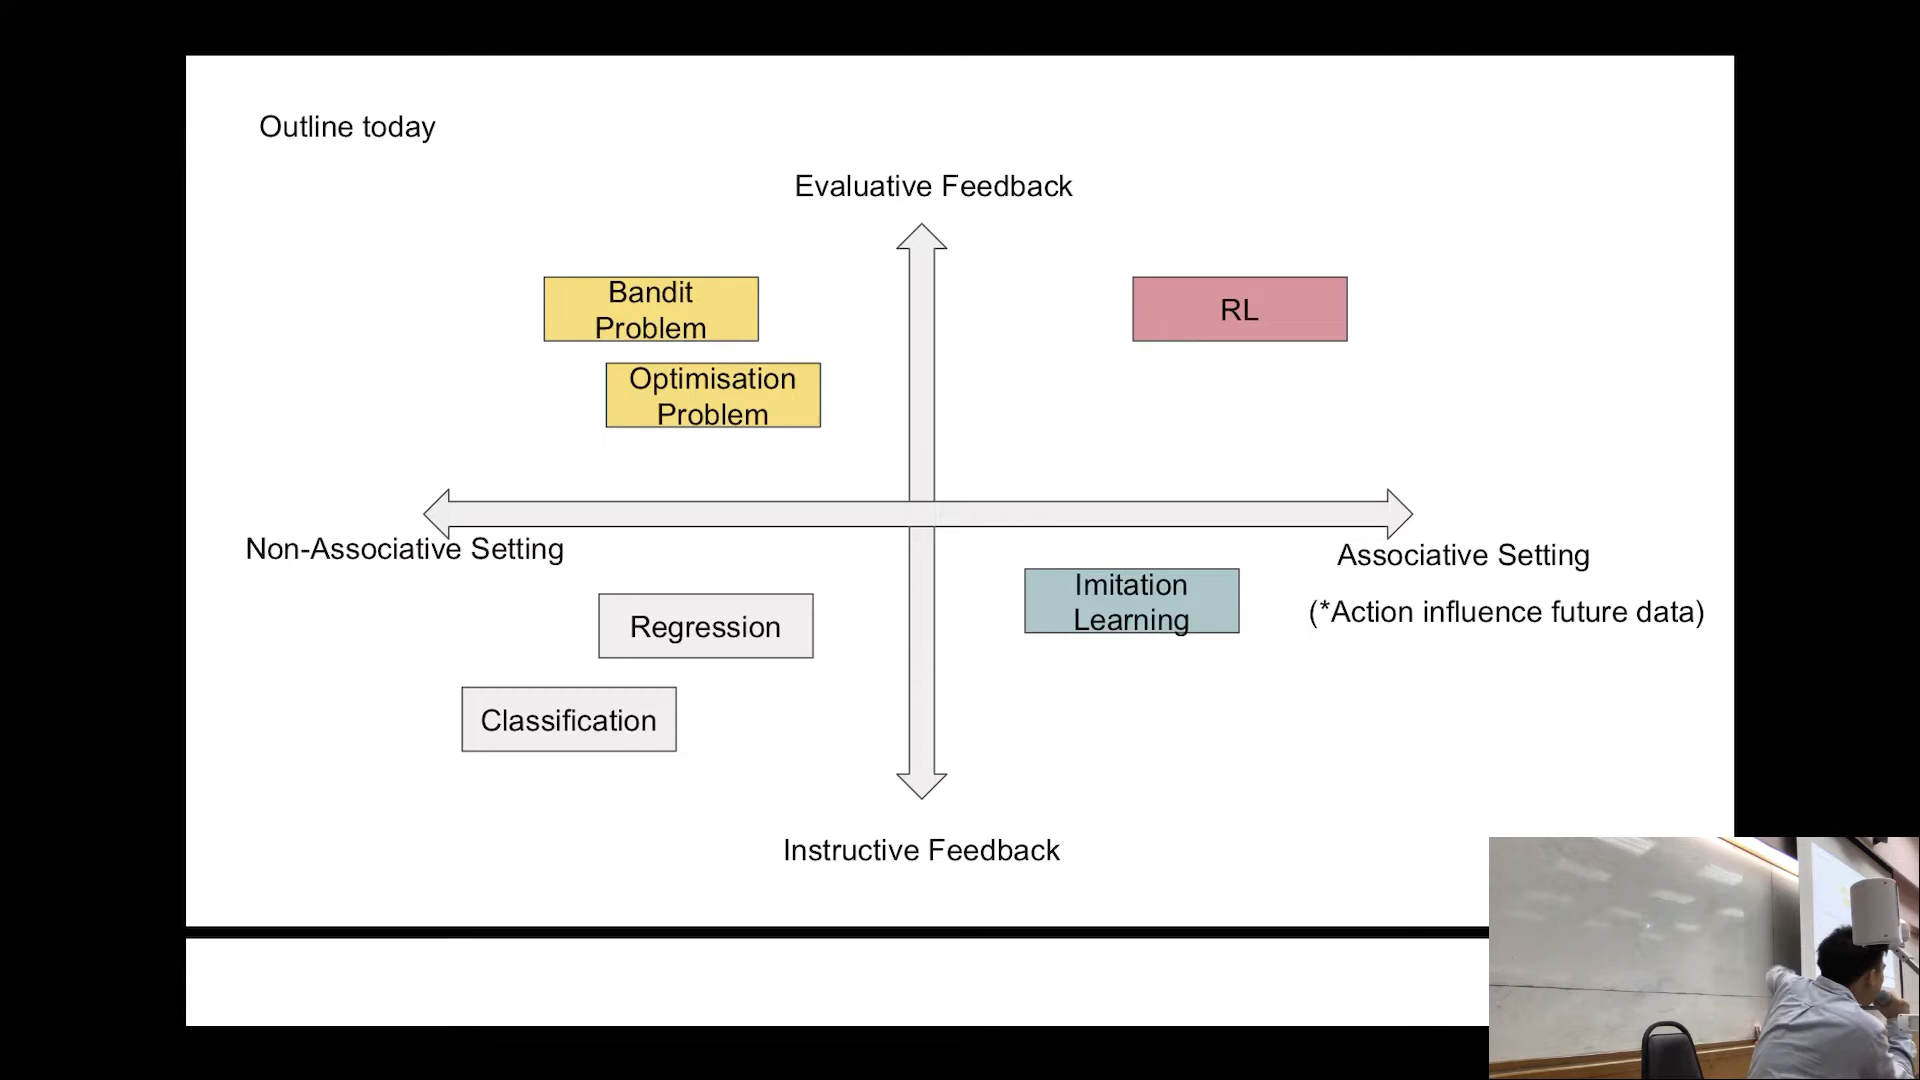 Outline today
Evaluative Feedback
Bandit
Problem
RL
Optimisation
Problem
Non-Associative Setting
Associative Setting
(*Action influence future data)
Imitation
Learning
Regression
Classification
Instructive Feedback